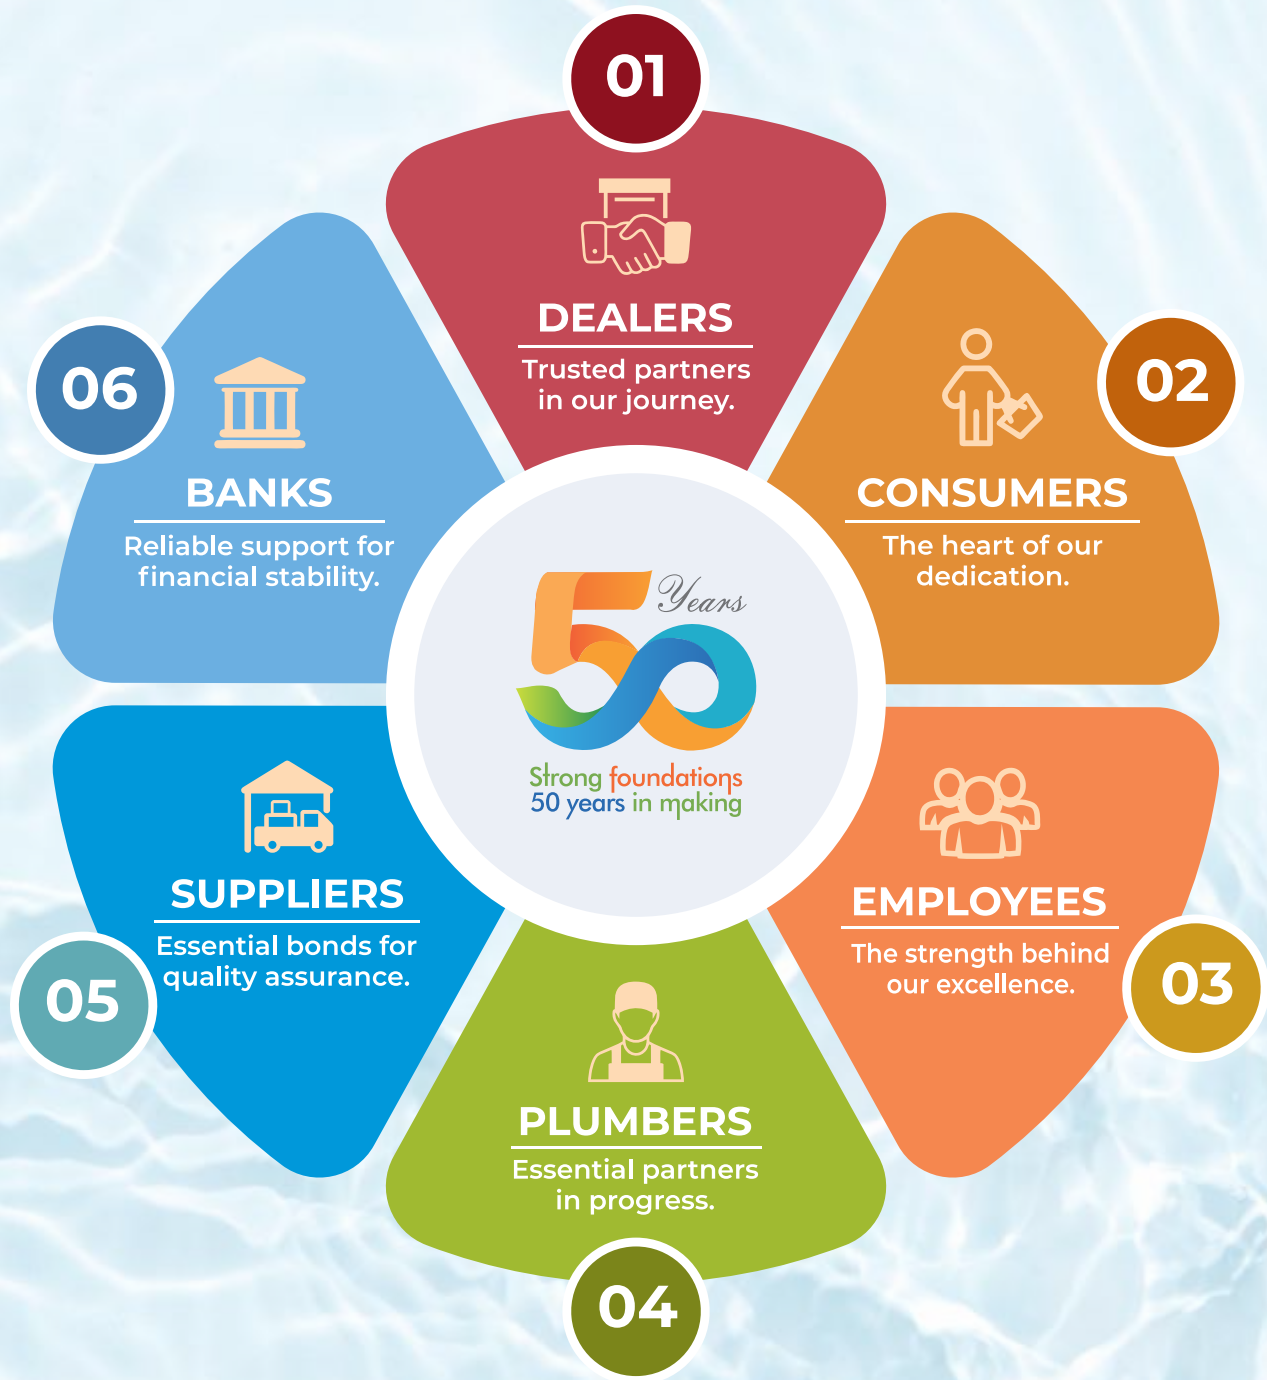 01
DEALERS
Trusted partners
in our journey.
02
CONSUMERS
The heart of our
dedication.
03
EMPLOYEES
The strength behind
our excellence.
04
PLUMBERS
Essential partners
in progress.
05
SUPPLIERS
Essential bonds for
quality assurance.
06
BANKS
Reliable support for
financial stability.
50 Years
Strong foundations
50 years in making